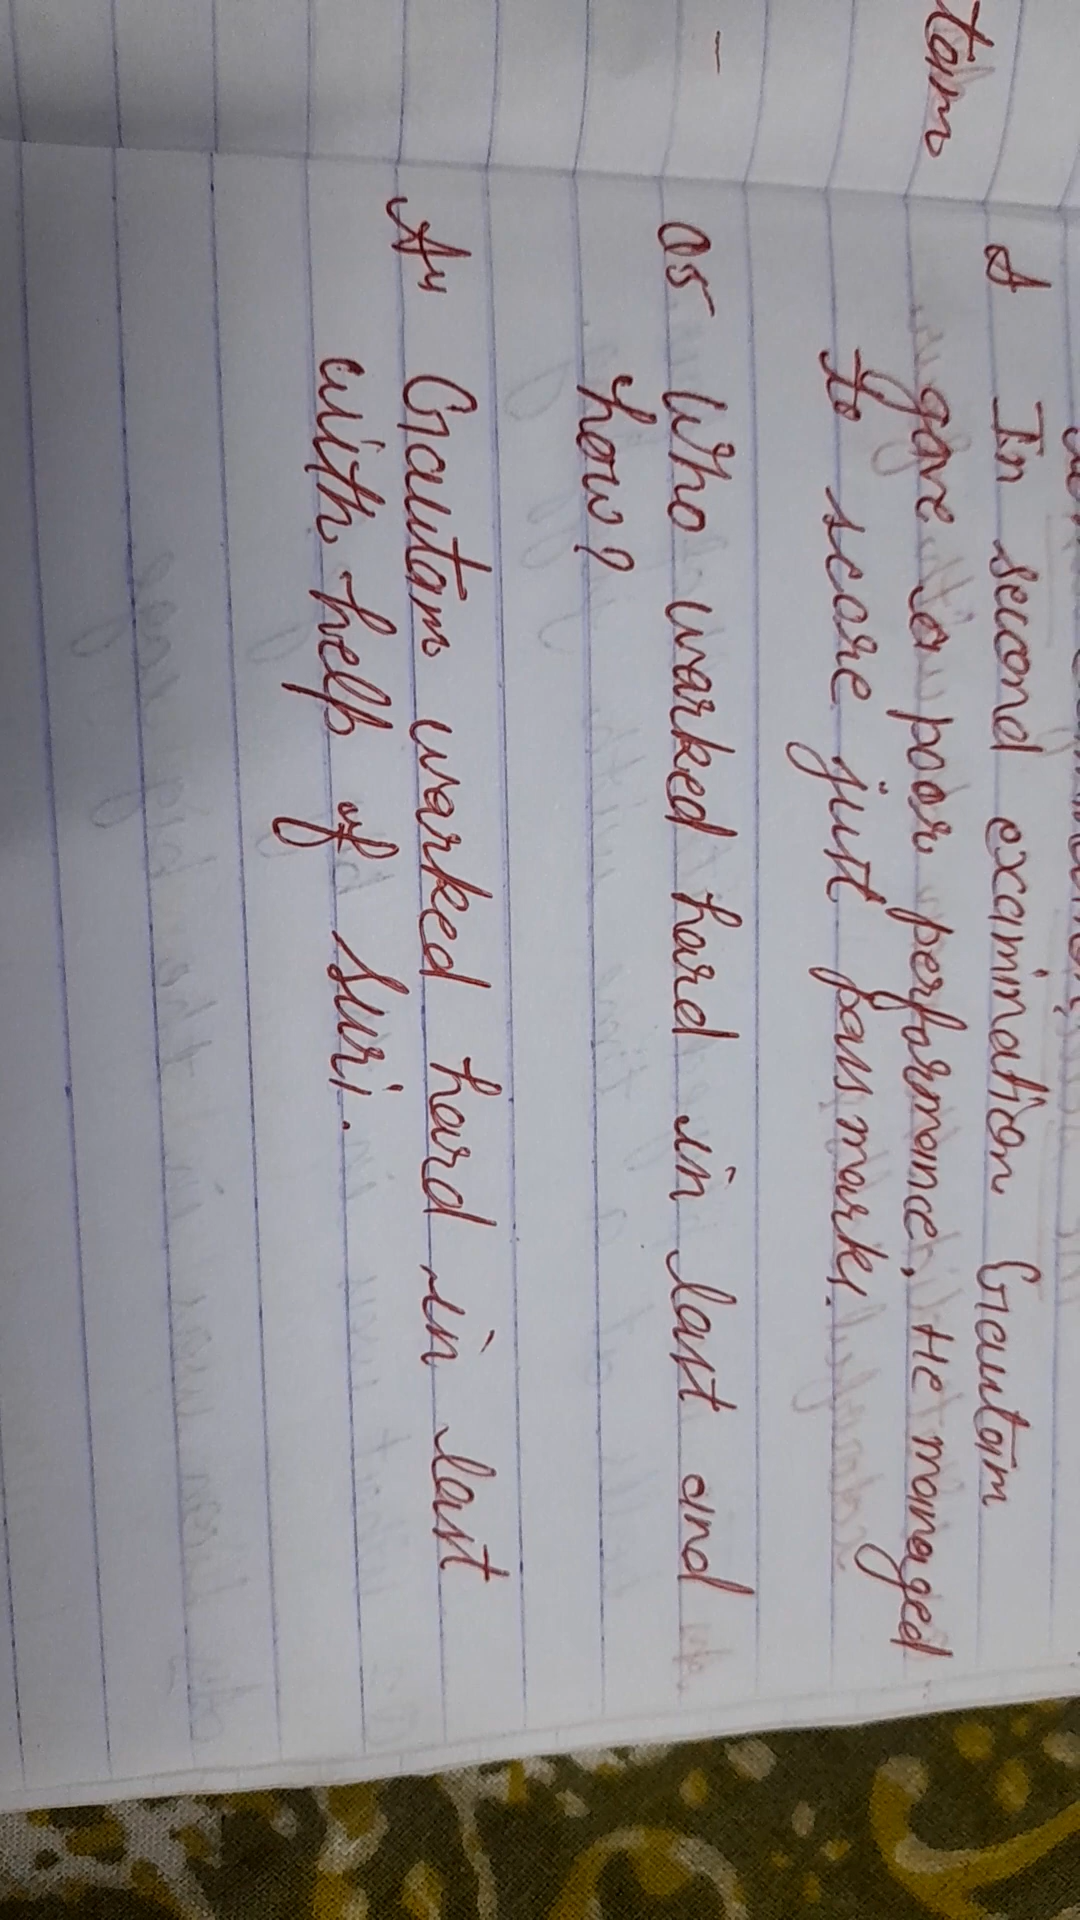 tam
A In second examination Gautam
gave a poor performance, He managed
to score just pass marks.
Q5 Who worked hard in last and
how?
A4 Gautam worked hard in last
with help of Suri.